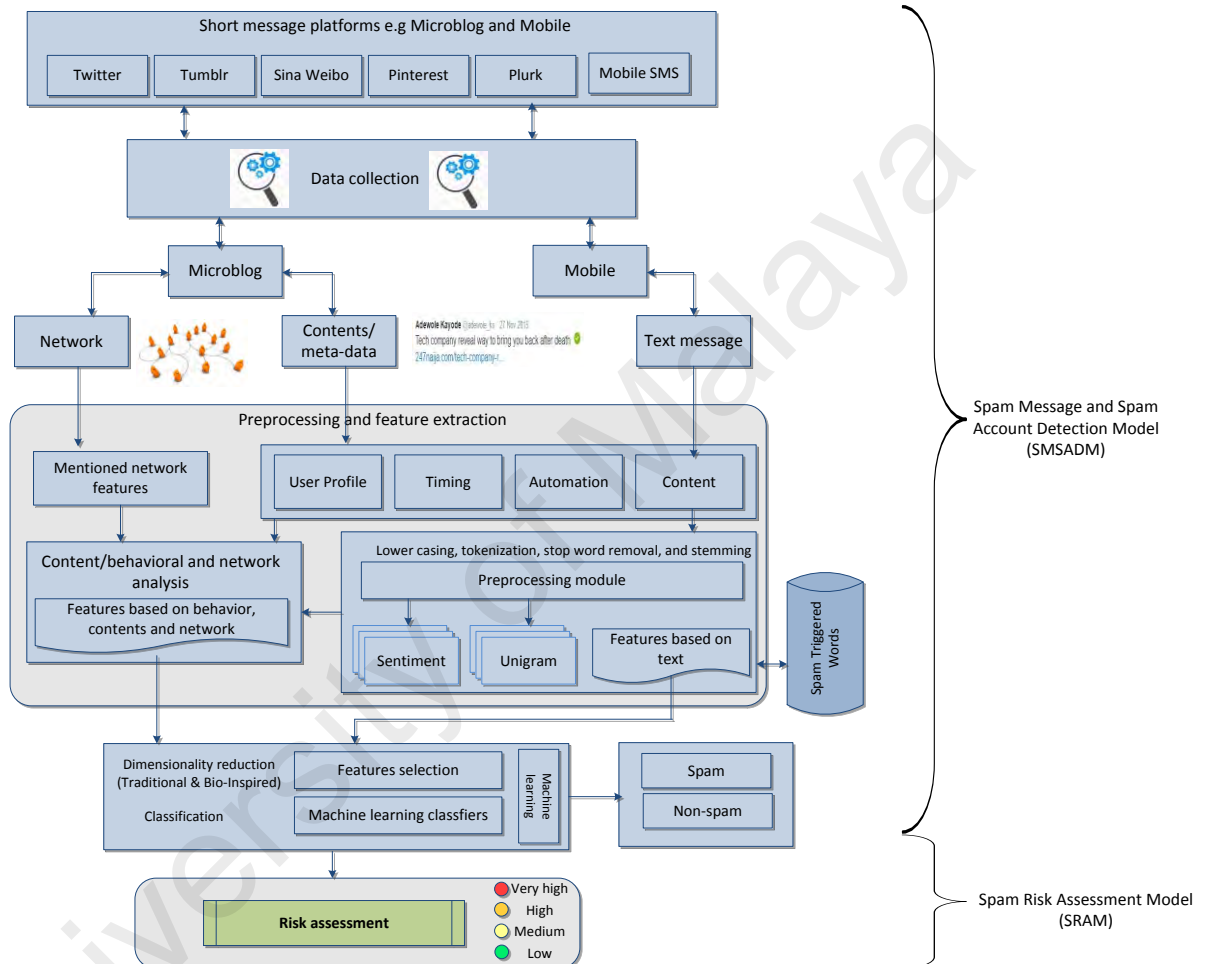 Short message platforms e.g Microblog and Mobile
Twitter
Tumblr
Sina Weibo
Pinterest
Plurk
Mobile SMS
Data collection
Microblog
Mobile
Network
Contents/
meta-data
Adewole Kayode @adewole_ks 27 Nov 2015
Tech company reveal way to bring you back after death
247naija.com/tech-company-r...
Text message
Preprocessing and feature extraction
Mentioned network
features
User Profile
Timing
Automation
Content
Content/behavioral and network
analysis
Features based on behavior,
contents and network
Lower casing, tokenization, stop word removal, and stemming
Preprocessing module
Sentiment
Unigram
Features based on
text
Spam Triggered
Words
Dimensionality reduction
(Traditional & Bio-Inspired)
Classification
Features selection
Machine learning classfiers
Machine
learning
Spam
Non-spam
Risk assessment
Very high
High
Medium
Low
Spam Message and Spam
Account Detection Model
(SMSADM)
Spam Risk Assessment Model
(SRAM)
University of Malaya